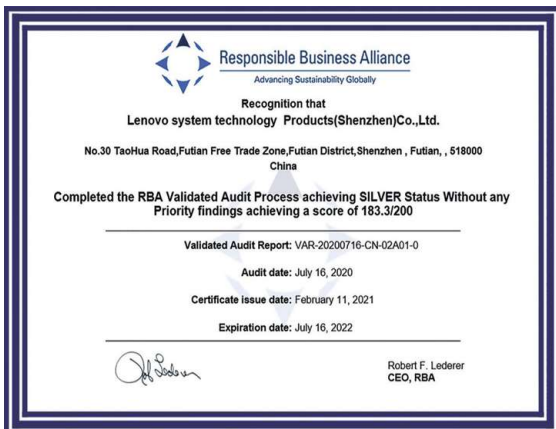 Responsible Business Alliance
Advancing Sustainability Globally
Recognition that
Lenovo system technology Products(Shenzhen)Co.,Ltd.
No.30 TaoHua Road,Futian Free Trade Zone,Futian District,Shenzhen , Futian, , 518000
China
Completed the RBA Validated Audit Process achieving SILVER Status Without any
Priority findings achieving a score of 183.3/200
Validated Audit Report: VAR-20200716-CN-02A01-0
Audit date: July 16, 2020
Certificate issue date: February 11, 2021
Expiration date: July 16, 2022
Robert F. Lederer
CEO, RBA